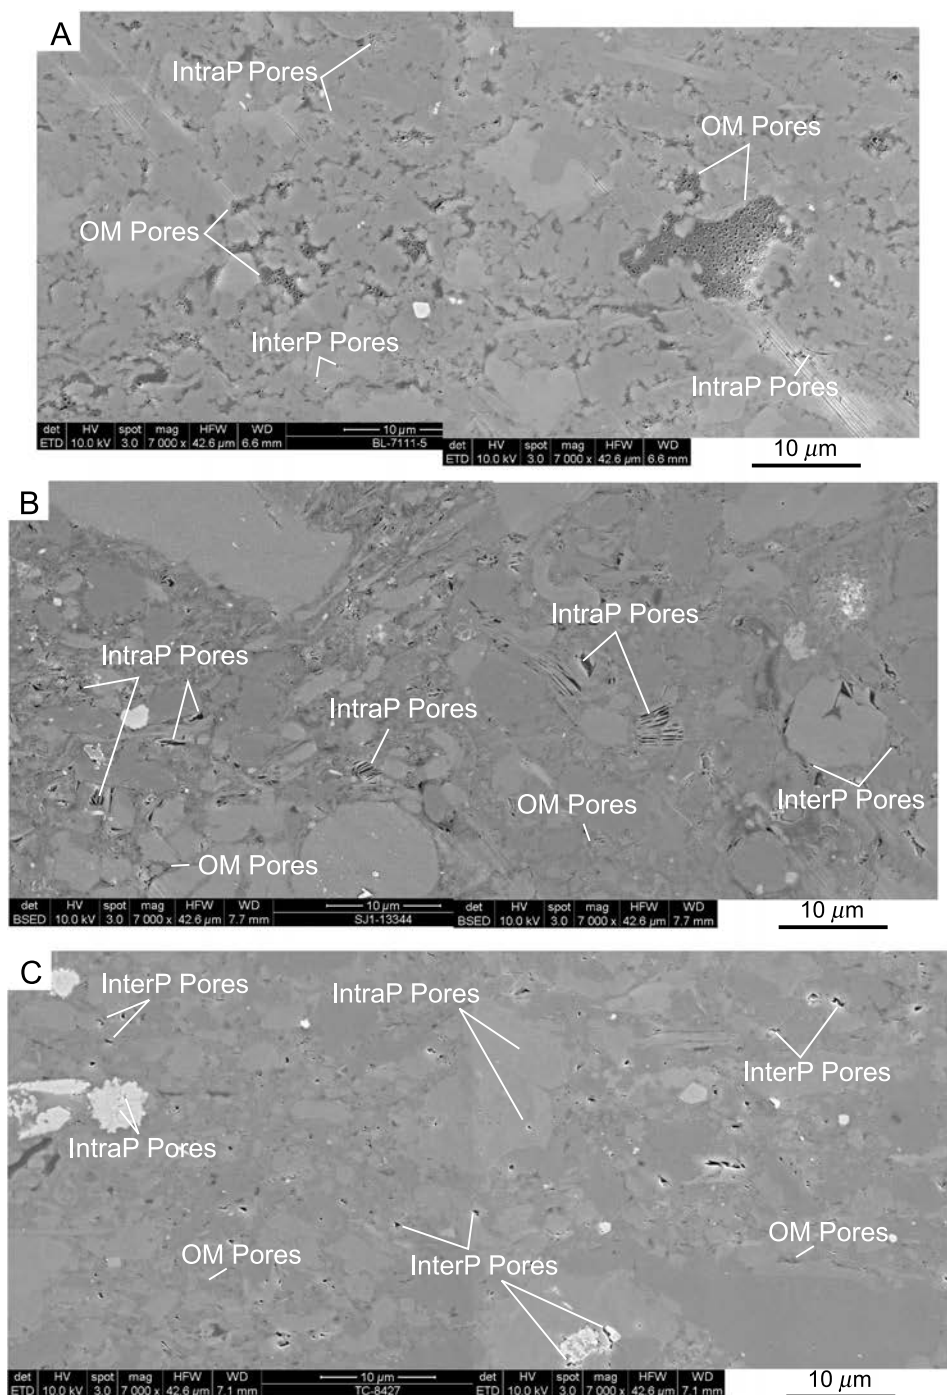 A
IntraP Pores
OM Pores
OM Pores
InterP Pores
IntraP Pores
det HV spot mag HFW WD 10 µm
ETD 10.0 kV 3.0 7 000 x 42.6 µm 6.6 mm BL-7111-5
det HV spot mag HFW WD
ETD 10.0 kV 3.0 7 000 x 42.6 µm 6.6 mm
10 µm
B
IntraP Pores
IntraP Pores
IntraP Pores
InterP Pores
OM Pores
OM Pores
det HV spot mag HFW WD 10 µm
BSED 10.0 kV 3.0 7 000 x 42.6 µm 7.7 mm SJ1-13344
det HV spot mag HFW WD
BSED 10.0 kV 3.0 7 000 x 42.6 µm 7.7 mm
10 µm
C
InterP Pores
IntraP Pores
InterP Pores
IntraP Pores
OM Pores
OM Pores
InterP Pores
det HV spot mag HFW WD 10 µm
ETD 10.0 kV 3.0 7 000 x 42.6 µm 7.1 mm TC-8427
det HV spot mag HFW WD
ETD 10.0 kV 3.0 7 000 x 42.6 µm 7.1 mm
10 µm